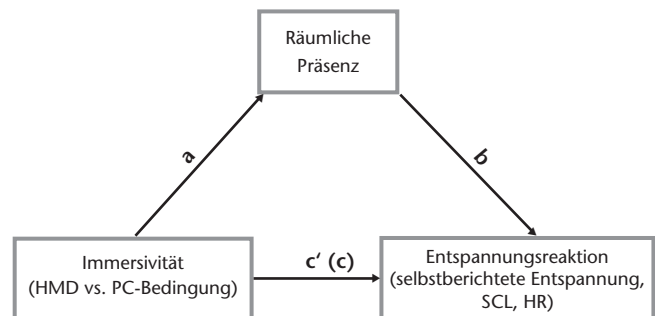 Räumliche
Präsenz
a
b
Immersivität
(HMD vs. PC-Bedingung)
c‘ (c)
Entspannungsreaktion
(selbstberichtete Entspannung,
SCL, HR)